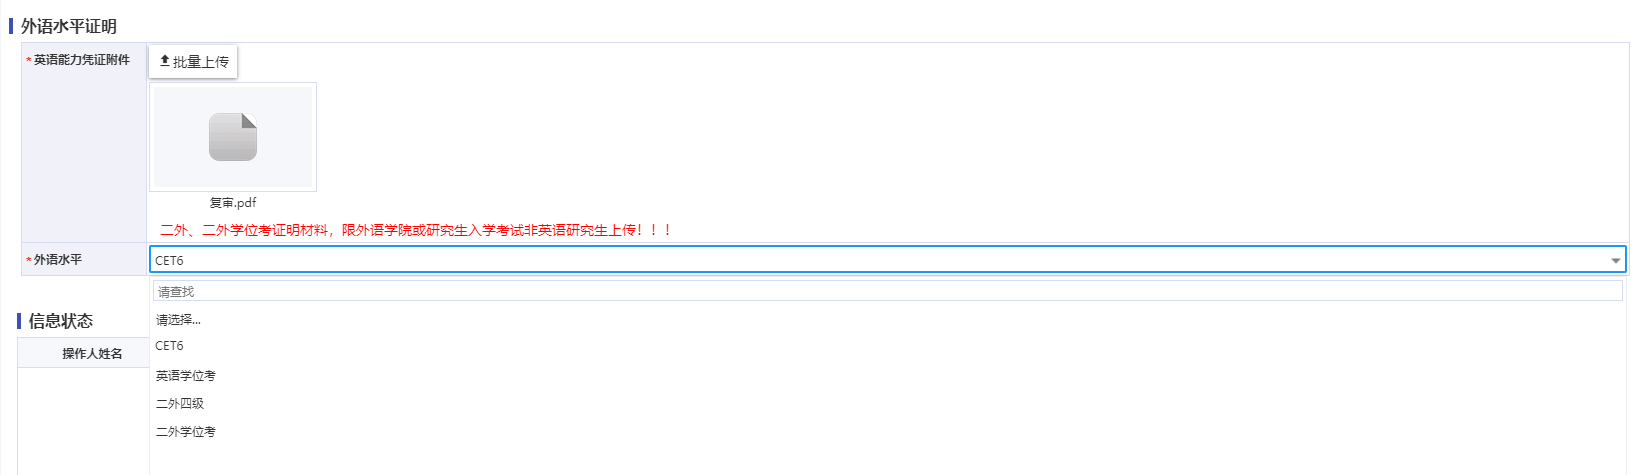 外语水平证明
*英语能力凭证附件
批量上传
复审.pdf
二外、二外学位考证明材料，限外语学院或研究生入学考试非英语研究生上传！！！
*外语水平
CET6
请查找
请选择...
CET6
英语学位考
二外四级
二外学位考
信息状态
操作人姓名